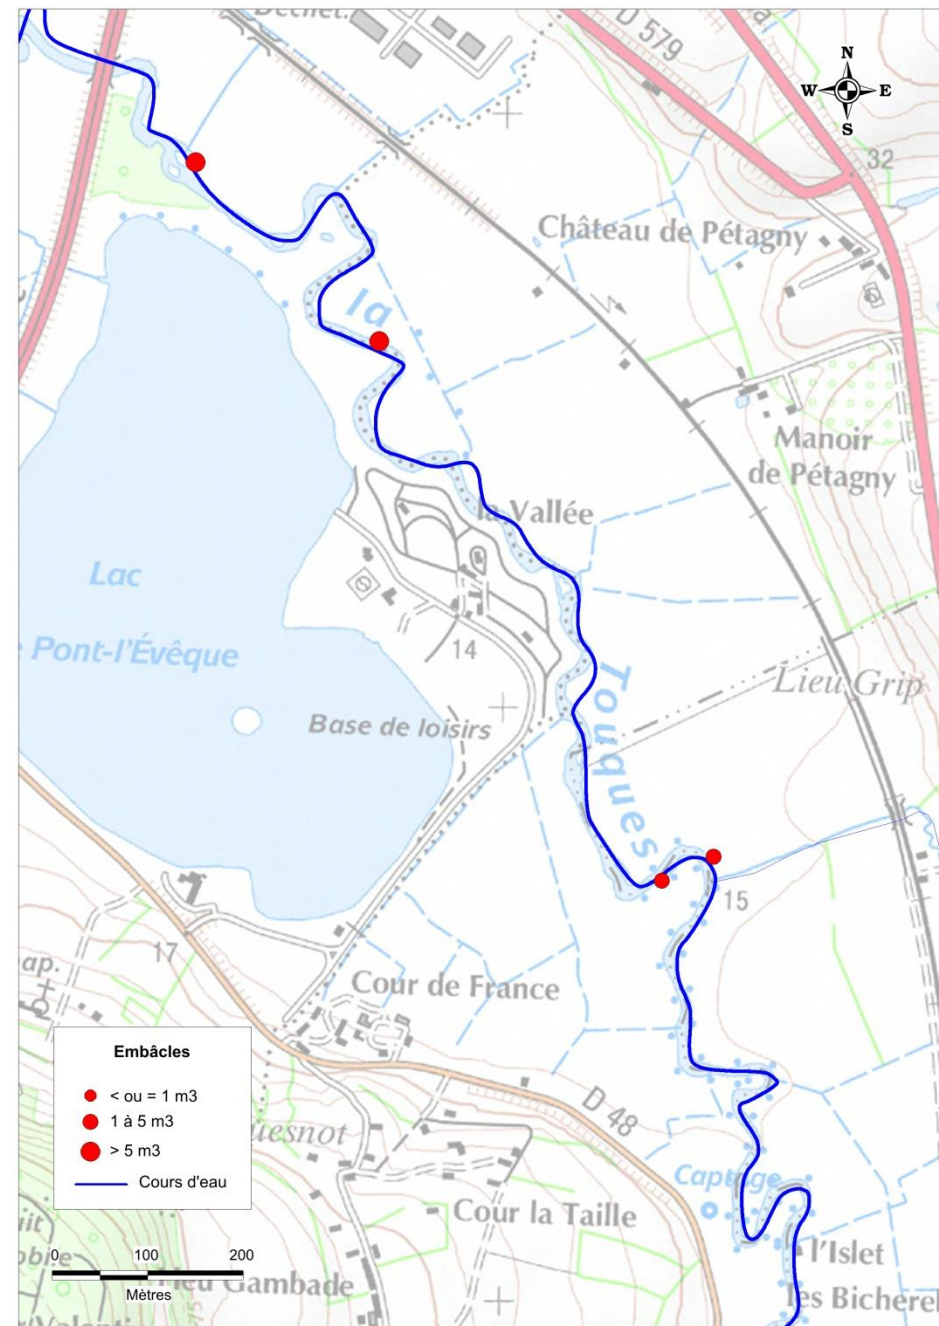 Déchet.
D 579
N
W E
S
32
Château de Pétagny
la
Manoir
de Pétagny
la Vallée
Lac
Pont-l'Évêque
14
Touques
Lieu Grip
Base de loisirs
15
17
Cour de France
Embâcles
< ou = 1 m3
1 à 5 m3
> 5 m3
Cours d'eau
D 48
Captage
Cour la Taille
l'Islet
0 100 200
Mètres
Gambade